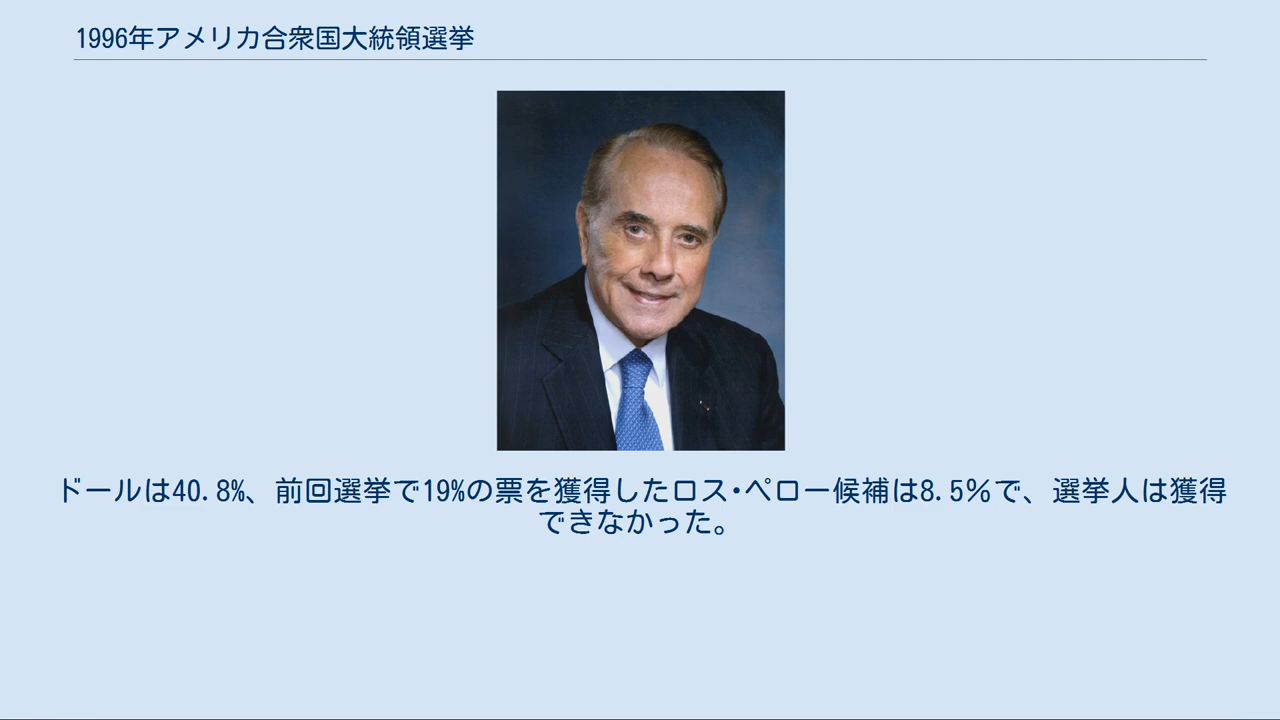 1996年アメリカ合衆国大統領選挙
ドールは40.8%、前回選挙で19%の票を獲得したロス・ペロー候補は8.5％で、選挙人は獲得
できなかった。